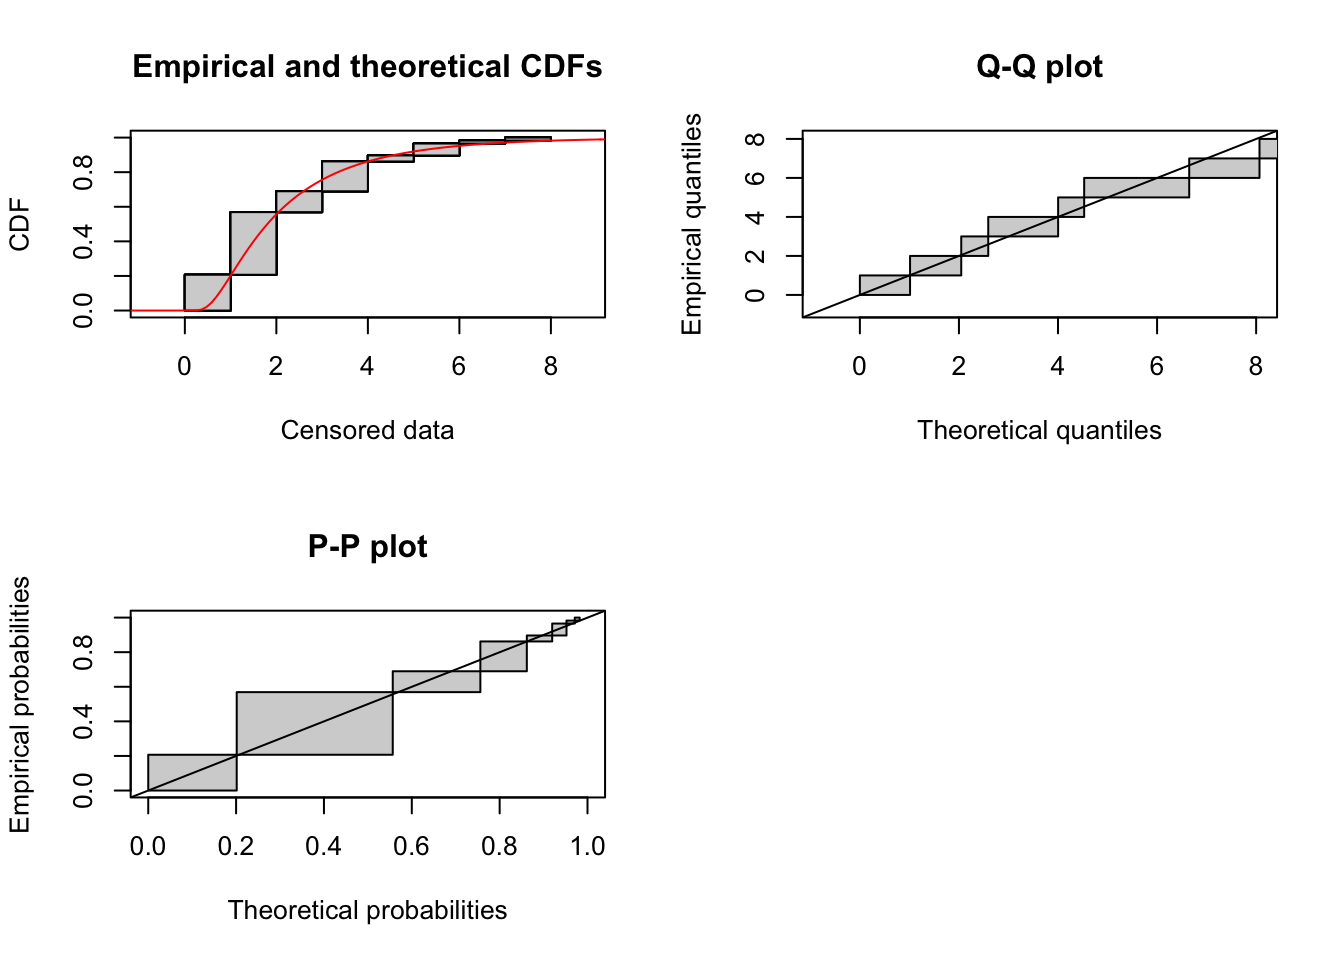 Empirical and theoretical CDFs
CDF
0.0 0.4 0.8
0 2 4 6 8
Censored data
Q-Q plot
Empirical quantiles
0 2 4 6 8
0 2 4 6 8
Theoretical quantiles
P-P plot
Empirical probabilities
0.0 0.4 0.8
0.0 0.2 0.4 0.6 0.8 1.0
Theoretical probabilities